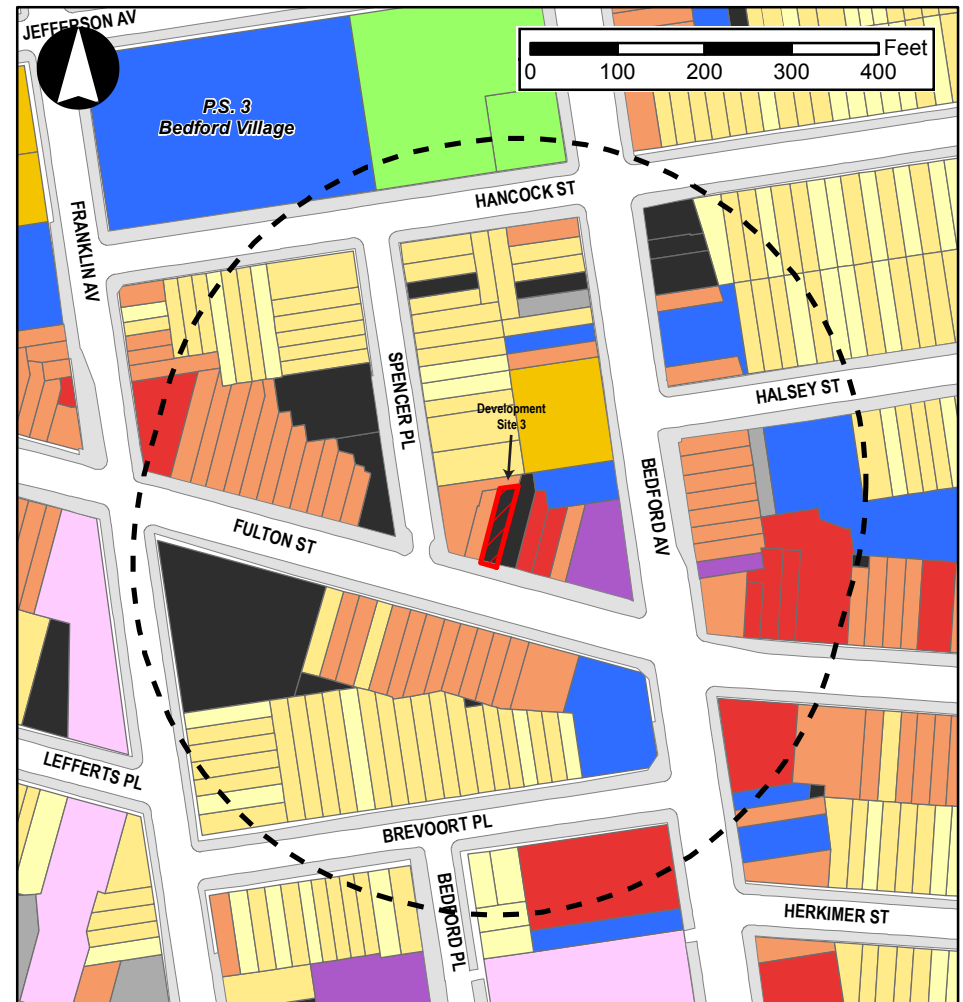 JEFFERSON AV
Feet
0 100 200 300 400
P.S. 3
Bedford Village
HANCOCK ST
FRANKLIN AV
SPENCER PL
HALSEY ST
Development
Site 3
BEDFORD AV
FULTON ST
LEFFERTS PL
BREVOORT PL
BEDFORD PL
HERKIMER ST